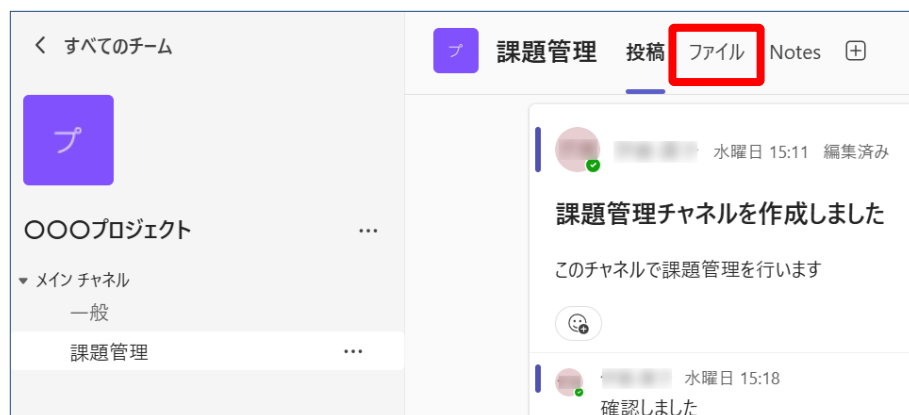 すべてのチーム
プ
〇〇〇プロジェクト
メイン チャネル
一般
課題管理
プ 課題管理 投稿 ファイル Notes
水曜日 15:11 編集済み
課題管理チャネルを作成しました
このチャネルで課題管理を行います
水曜日 15:18
確認しました